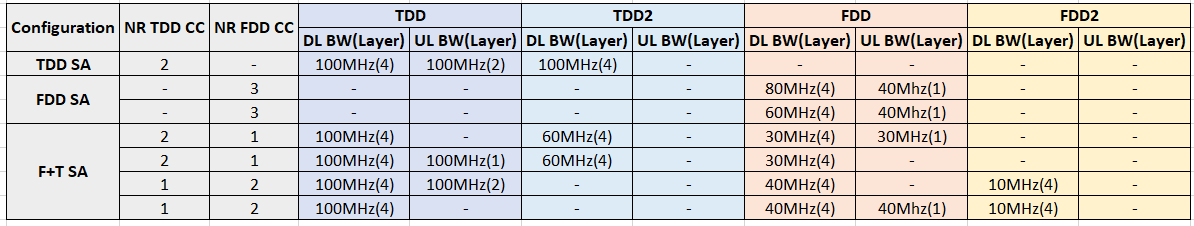 Configuration NR TDD CC NR FDD CC TDD TDD2 FDD FDD2
DL BW(Layer) UL BW(Layer) DL BW(Layer) UL BW(Layer) DL BW(Layer) UL BW(Layer) DL BW(Layer) UL BW(Layer)
TDD SA 2 - 100MHz(4) 100MHz(2) 100MHz(4) - - - - -
FDD SA - 3 - - - - 80MHz(4) 40Mhz(1) - -
- 3 - - - - 60MHz(4) 40Mhz(1) - -
F+T SA 2 1 100MHz(4) - 60MHz(4) - 30MHz(4) 30MHz(1) - -
2 1 100MHz(4) 100MHz(1) 60MHz(4) - 30MHz(4) - - -
1 2 100MHz(4) 100MHz(2) - - 40MHz(4) - 10MHz(4) -
1 2 100MHz(4) - - - 40MHz(4) 40Mhz(1) 10MHz(4) -